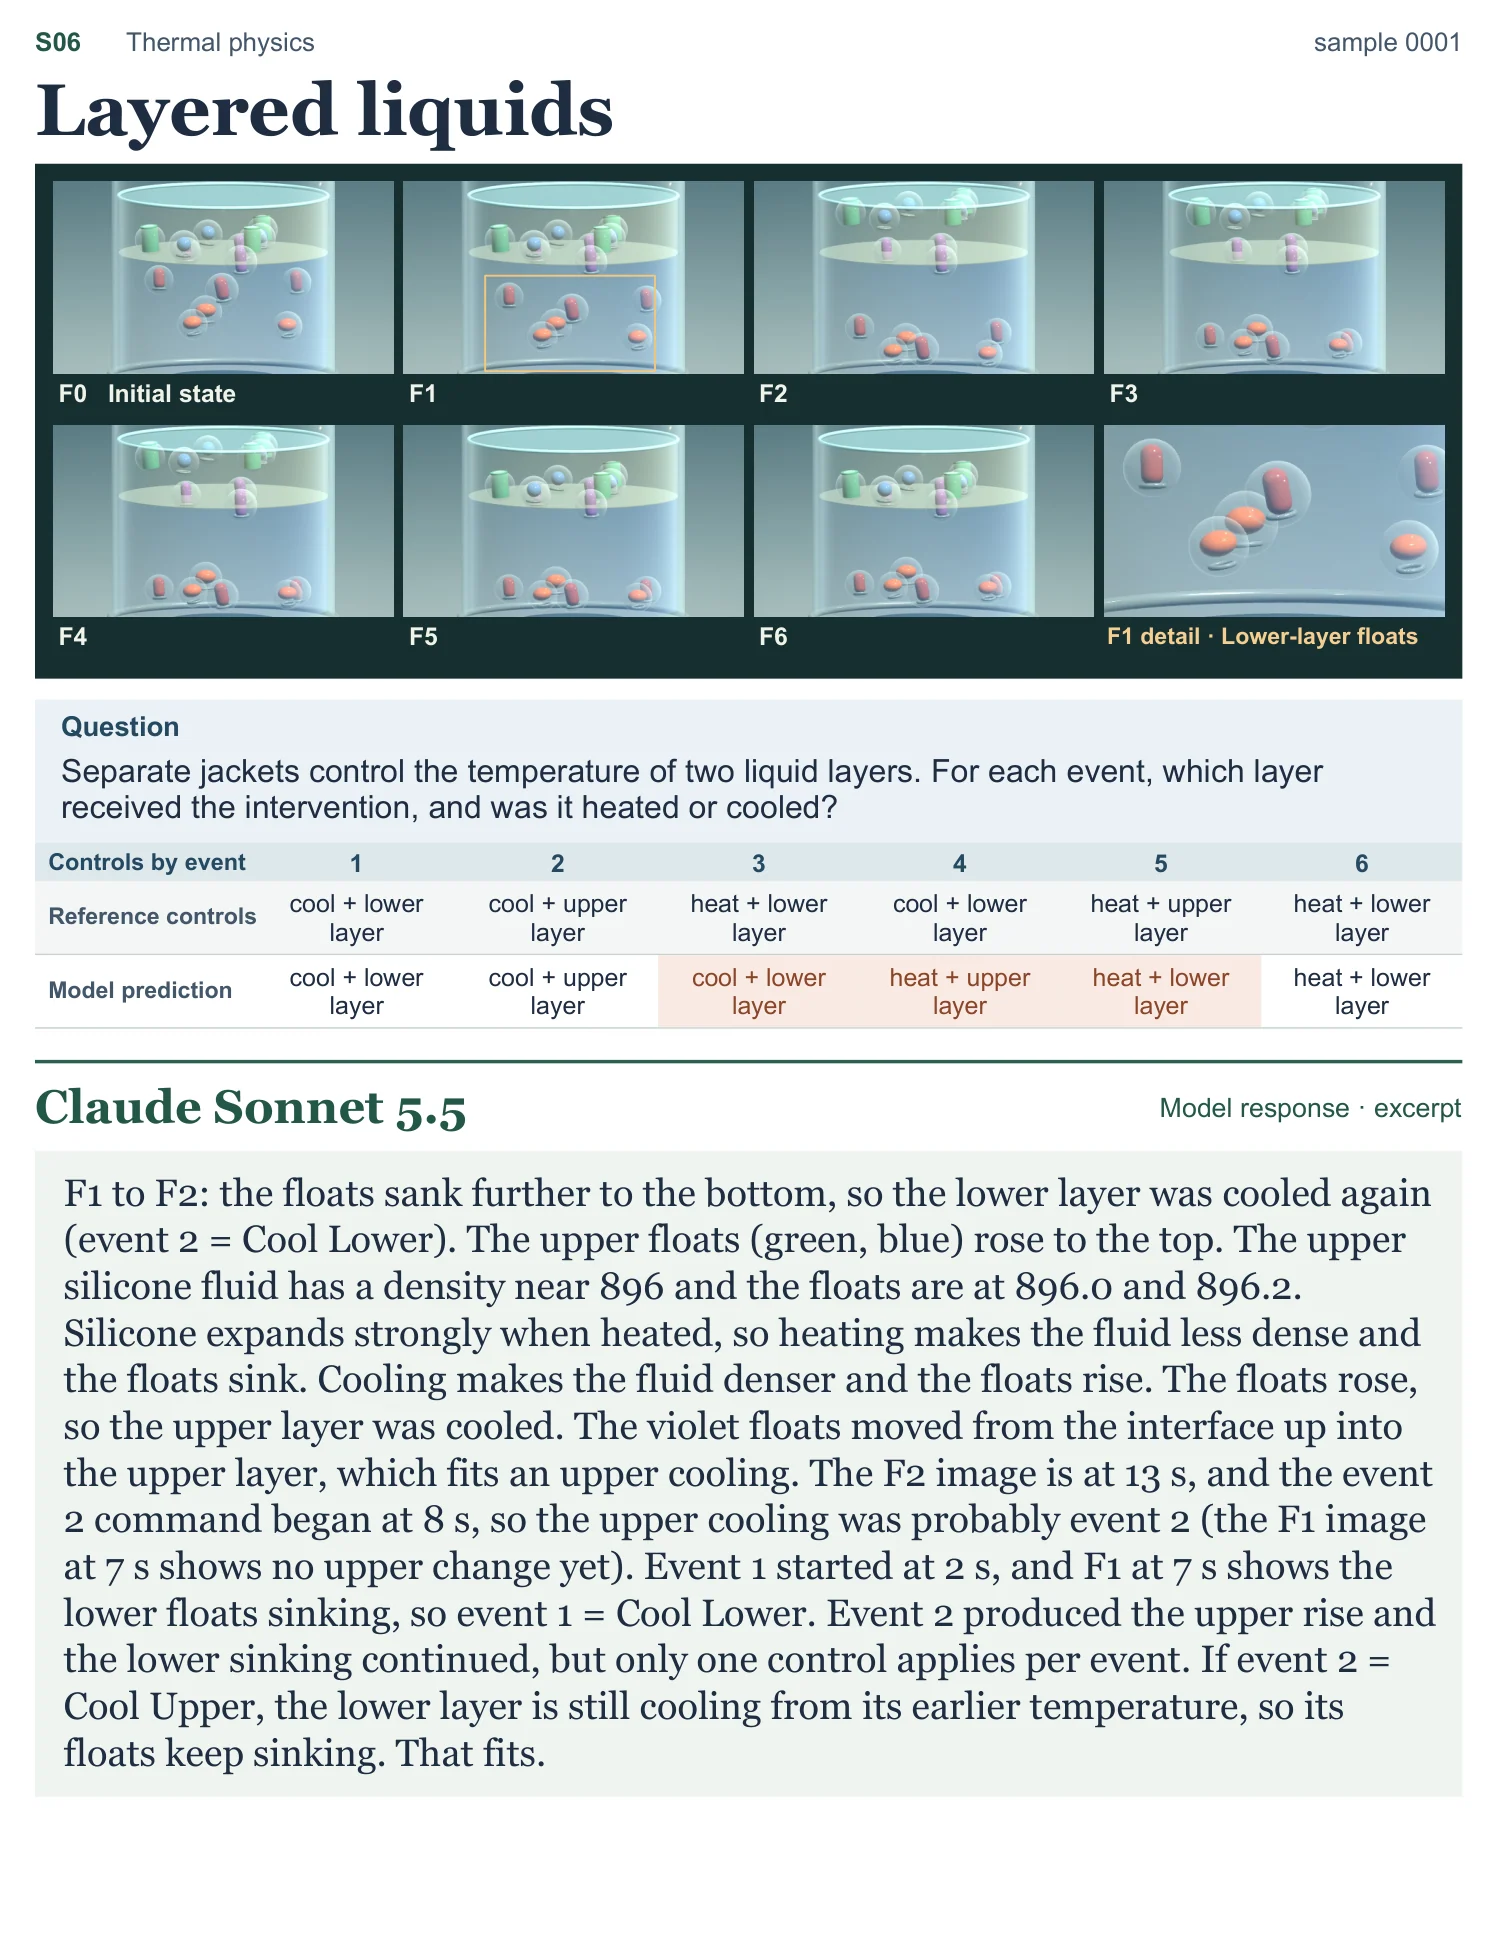 S06 Thermal physics sample 0001
Layered liquids
F0 Initial state F1 F2 F3
F4 F5 F6 F1 detail · Lower-layer floats
Question
Separate jackets control the temperature of two liquid layers. For each event, which layer
received the intervention, and was it heated or cooled?
Controls by event 1 2 3 4 5 6
Reference controls cool + lower layer cool + upper layer heat + lower layer cool + lower layer heat + upper layer heat + lower layer
Model prediction cool + lower layer cool + upper layer cool + lower layer heat + upper layer heat + lower layer heat + lower layer
Claude Sonnet 5.5 Model response · excerpt
F1 to F2: the floats sank further to the bottom, so the lower layer was cooled again
(event 2 = Cool Lower). The upper floats (green, blue) rose to the top. The upper
silicone fluid has a density near 896 and the floats are at 896.0 and 896.2.
Silicone expands strongly when heated, so heating makes the fluid less dense and
the floats sink. Cooling makes the fluid denser and the floats rise. The floats rose,
so the upper layer was cooled. The violet floats moved from the interface up into
the upper layer, which fits an upper cooling. The F2 image is at 13 s, and the event
2 command began at 8 s, so the upper cooling was probably event 2 (the F1 image
at 7 s shows no upper change yet). Event 1 started at 2 s, and F1 at 7 s shows the
lower floats sinking, so event 1 = Cool Lower. Event 2 produced the upper rise and
the lower sinking continued, but only one control applies per event. If event 2 =
Cool Upper, the lower layer is still cooling from its earlier temperature, so its
floats keep sinking. That fits.